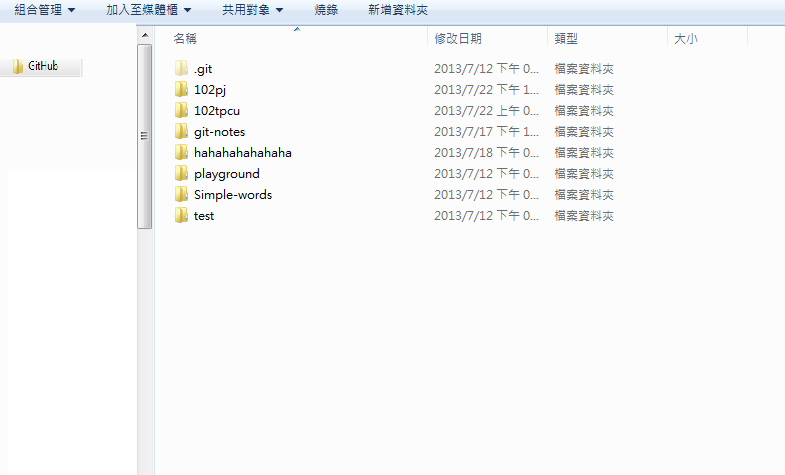 組合管理 加入至媒體櫃 共用對象 燒錄 新增資料夾
名稱 修改日期 類型 大小
GitHub
.git 2013/7/12 下午 0... 檔案資料夾
102pj 2013/7/22 下午 1... 檔案資料夾
102tpcu 2013/7/22 上午 0... 檔案資料夾
git-notes 2013/7/17 下午 1... 檔案資料夾
hahahahahahaha 2013/7/18 下午 0... 檔案資料夾
playground 2013/7/12 下午 0... 檔案資料夾
Simple-words 2013/7/12 下午 0... 檔案資料夾
test 2013/7/12 下午 0... 檔案資料夾